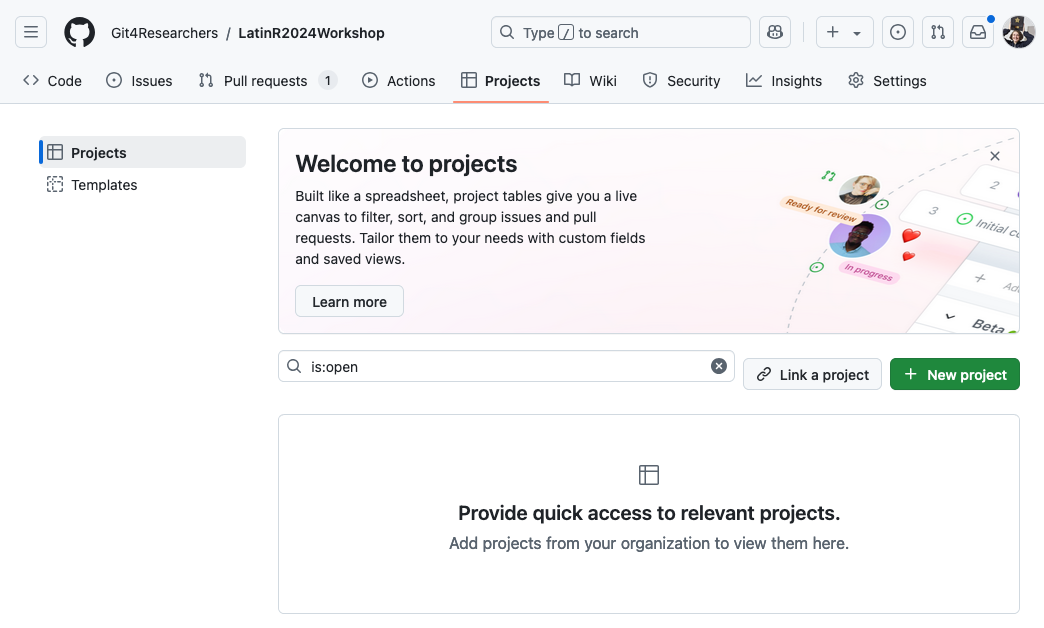 Git4Researchers / LatinR2024Workshop
Type / to search
Code Issues Pull requests 1 Actions Projects Wiki Security Insights Settings
Projects
Templates
Welcome to projects
Built like a spreadsheet, project tables give you a live
canvas to filter, sort, and group issues and pull
requests. Tailor them to your needs with custom fields
and saved views.
Learn more
Ready for review
In progress
2
3 Initial co
+ Ad
Beta
is:open
Link a project
New project
Provide quick access to relevant projects.
Add projects from your organization to view them here.